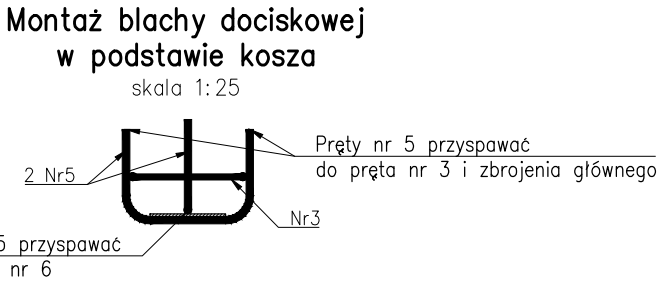 Montaż blachy dociskowej
w podstawie kosza
skala 1:25
Pręty nr 5 przyspawać
do pręta nr 3 i zbrojenia głównego
2 Nr5
Nr3
5 przyspawać
nr 6